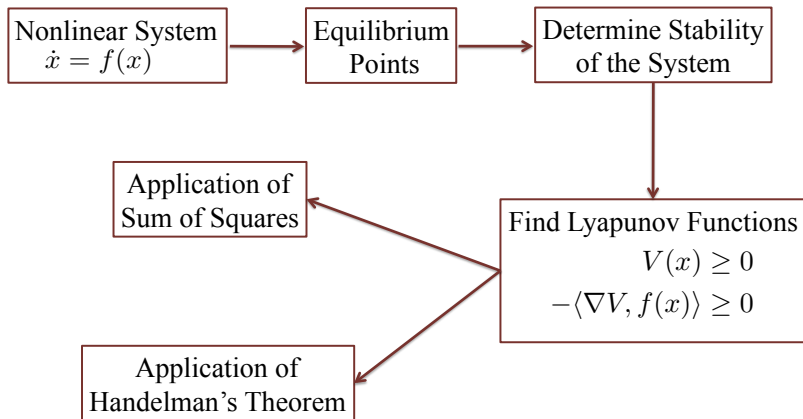 Nonlinear System
ẋ = f(x)
Equilibrium
Points
Determine Stability
of the System
Application of
Sum of Squares
Find Lyapunov Functions
V(x) ≥ 0
−⟨∇V, f(x)⟩ ≥ 0
Application of
Handelman's Theorem